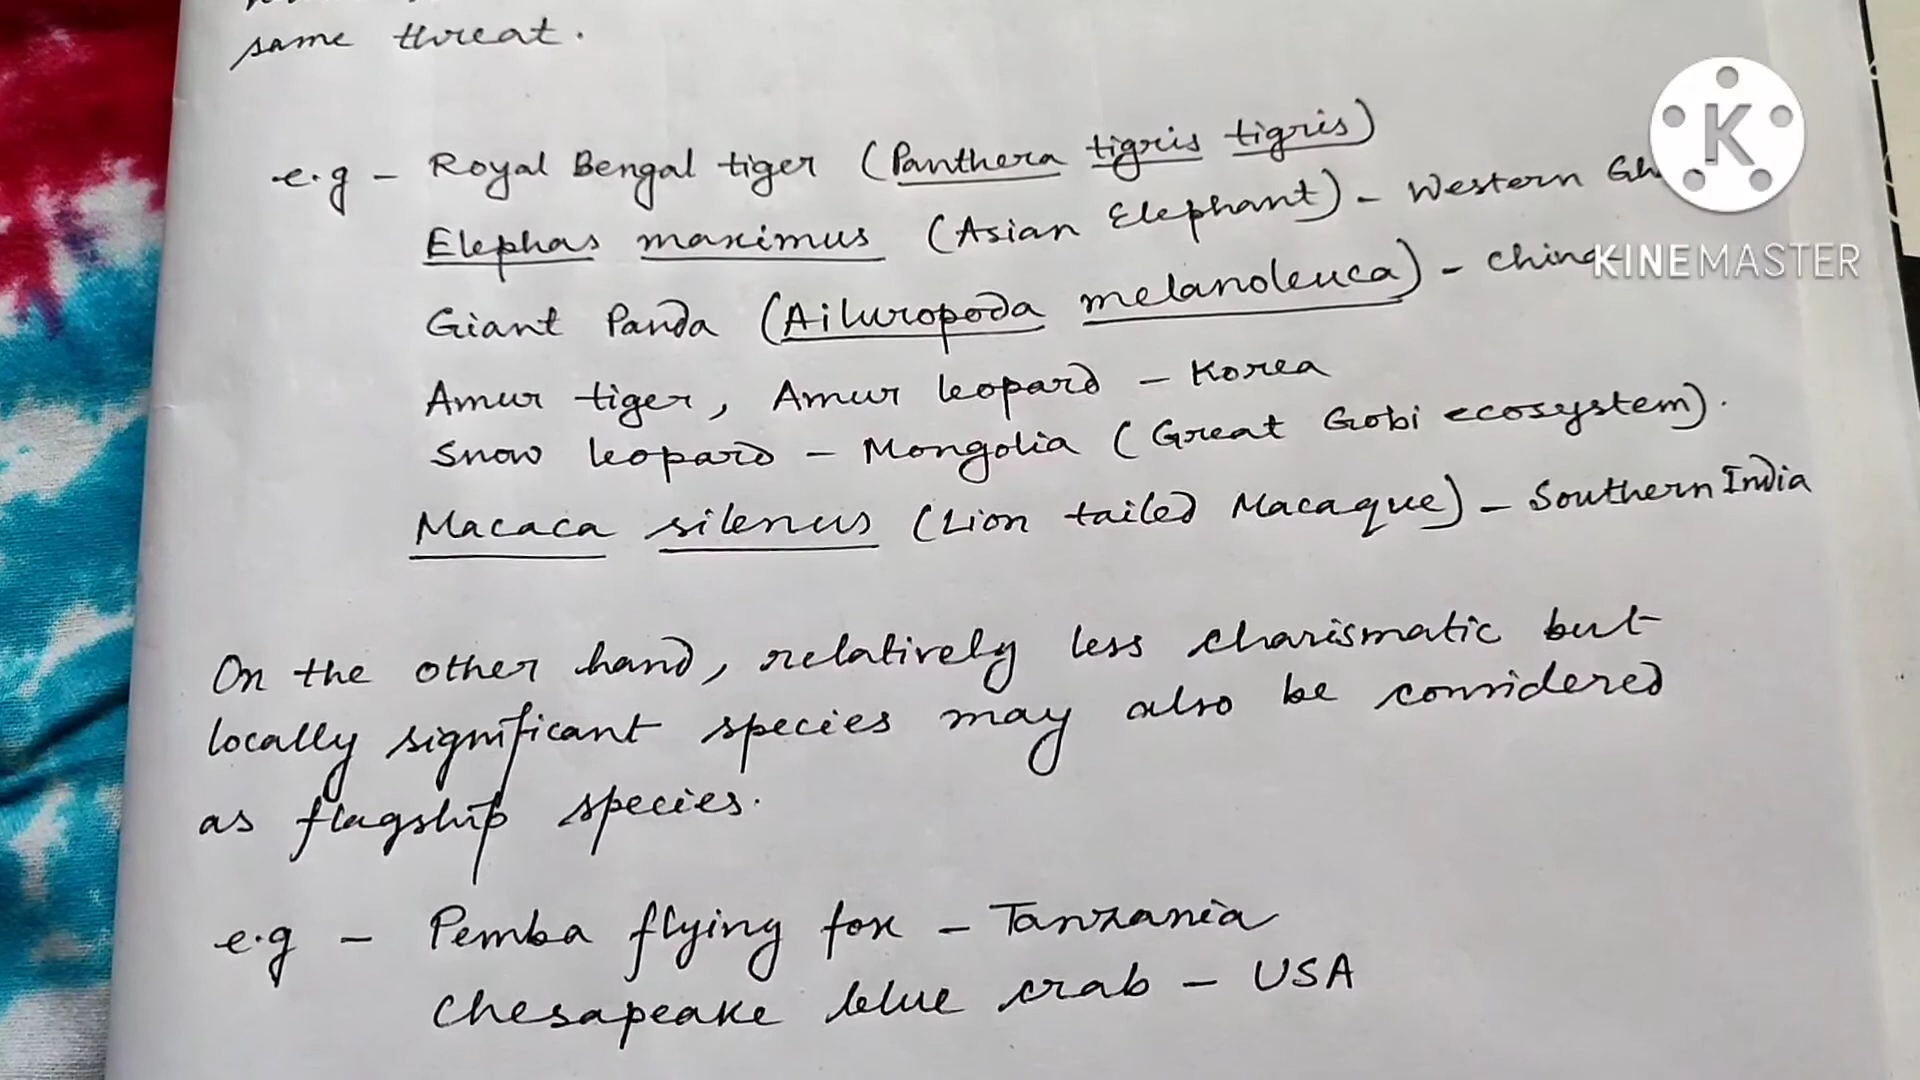 same threat.
e.g – Royal Bengal tiger (Panthera tigris tigris)
Elephas maximus (Asian Elephant) – Western
Giant Panda (Ailuropoda melanoleuca) – China
Amur tiger, Amur leopard – Korea
Snow leopard – Mongolia (Great Gobi ecosystem).
Macaca silenus (Lion tailed Macaque) – Southern India
On the other hand, relatively less charismatic but
locally significant species may also be considered
as flagship species.
e.g – Pemba flying fox – Tanzania
Chesapeake blue crab – USA
K
KINEMASTER